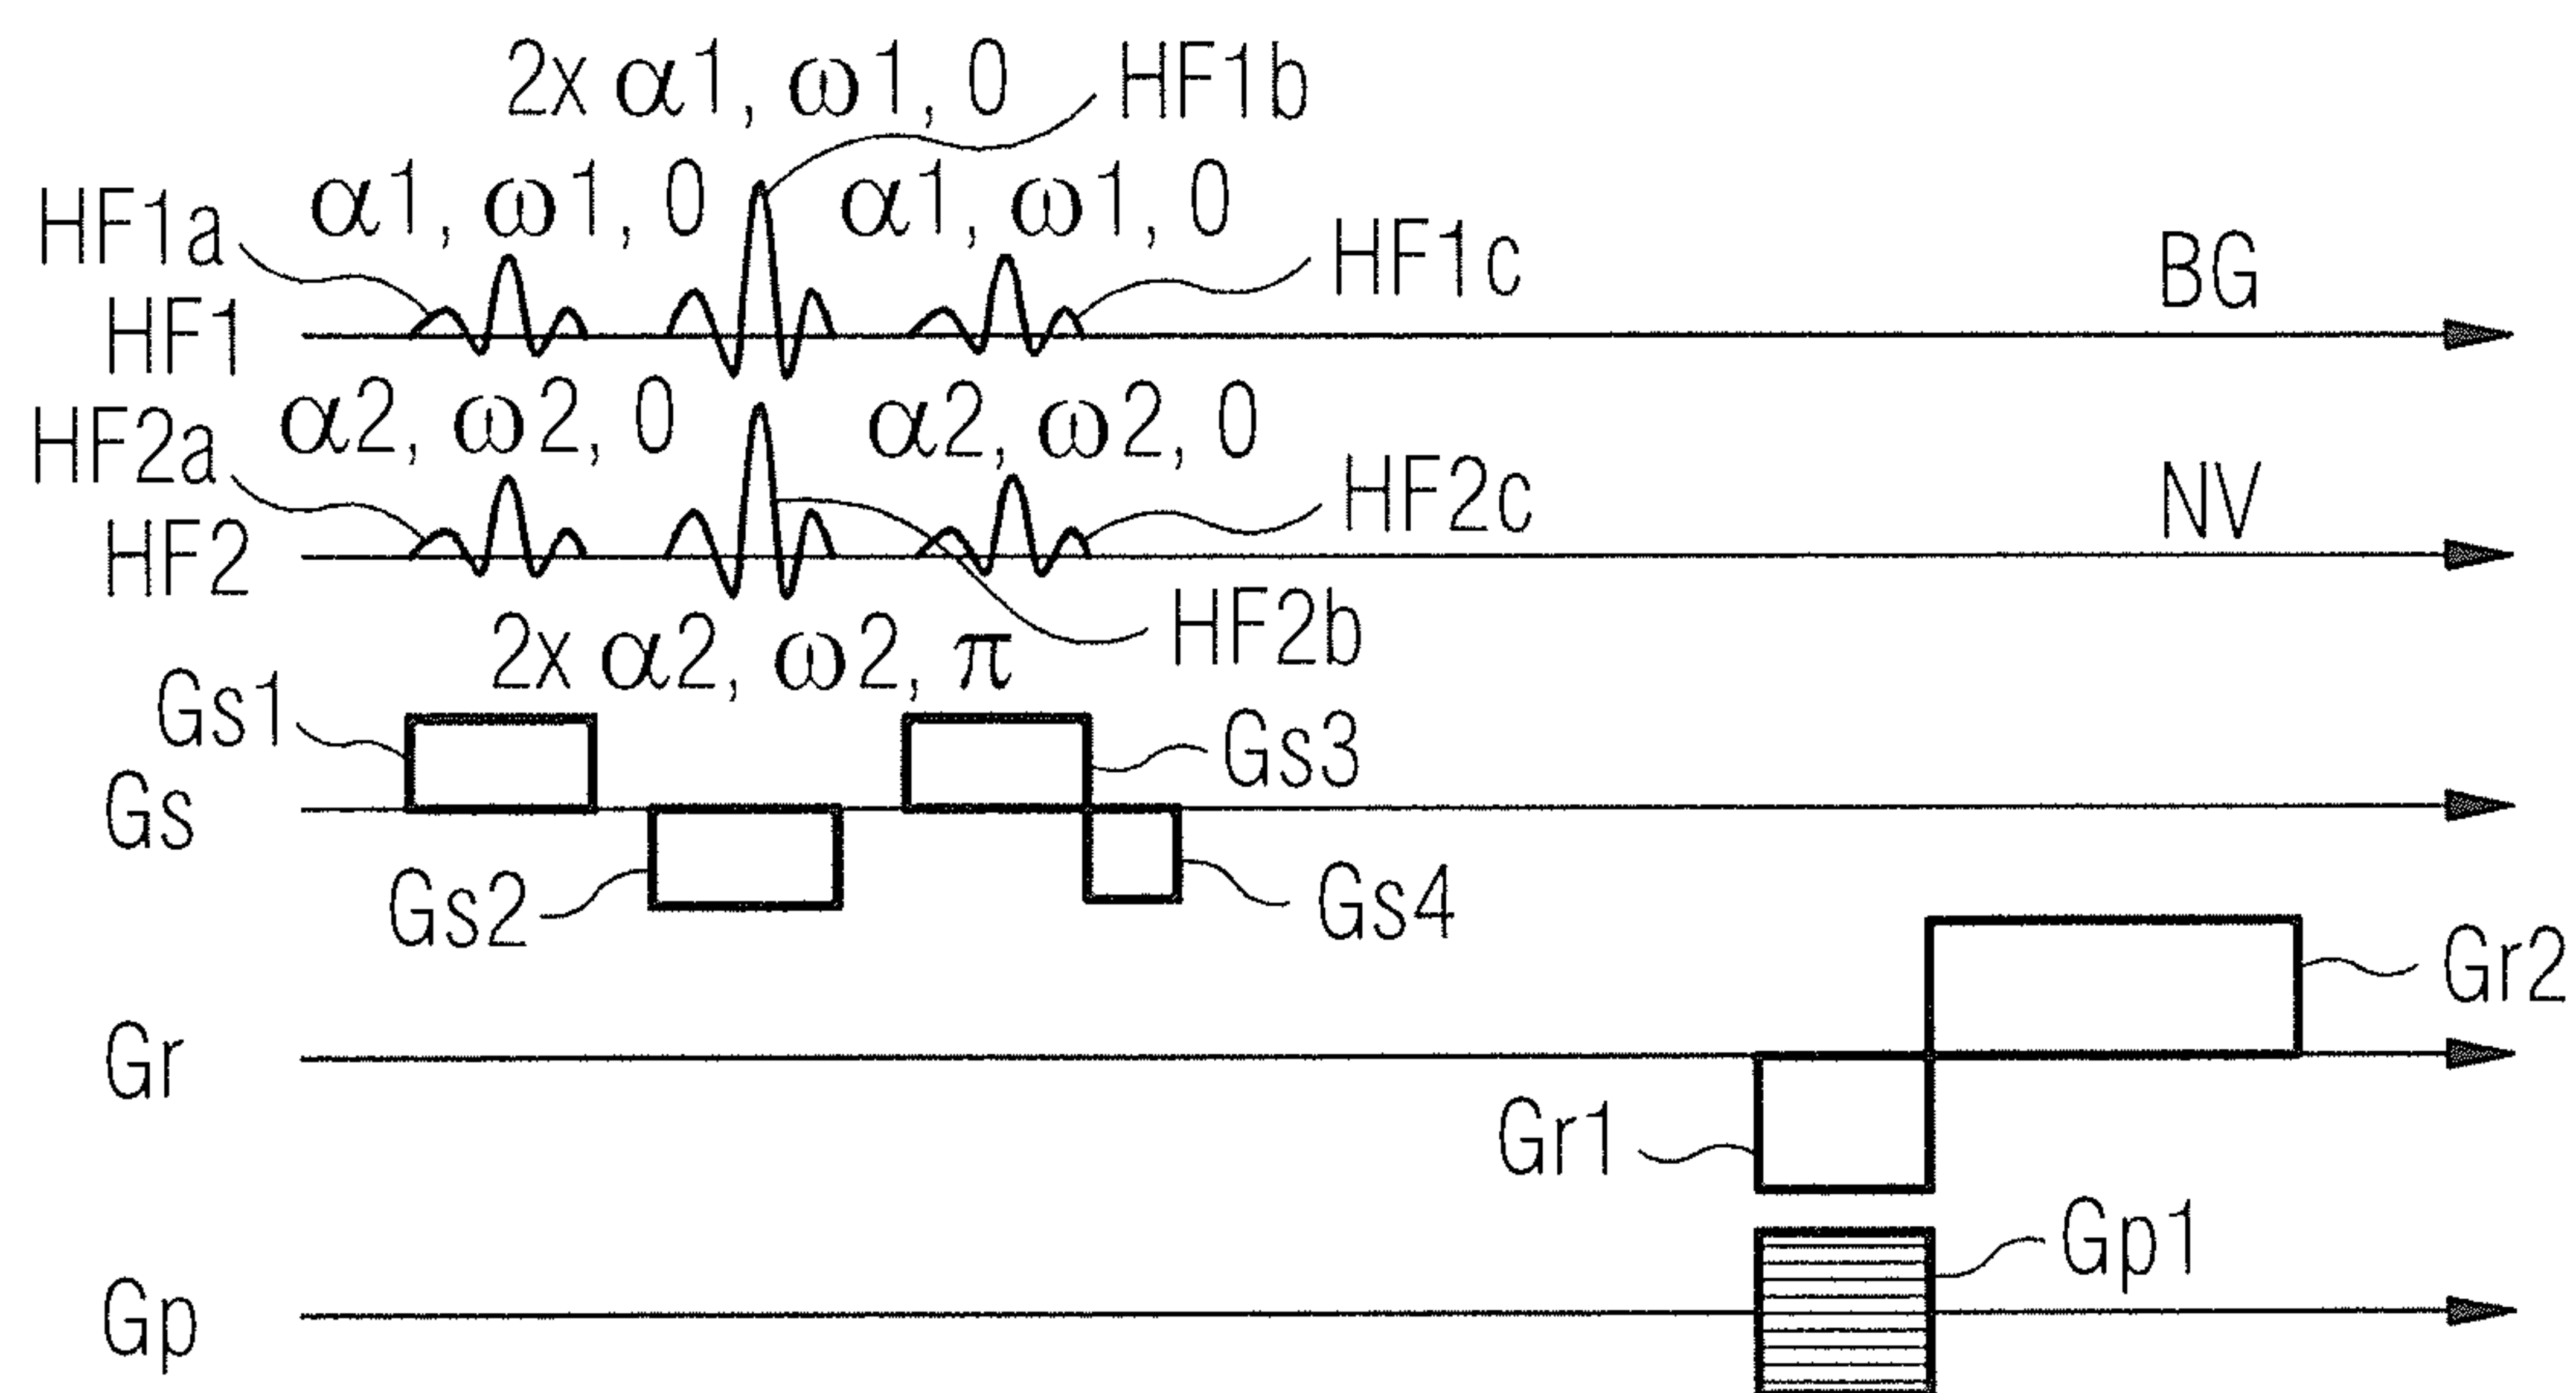 2x α1, ω1, 0 HF1b
HF1a α1, ω1, 0 α1, ω1, 0 HF1c BG
HF1
HF2a α2, ω2, 0 α2, ω2, 0 HF2c NV
HF2
2x α2, ω2, π HF2b
Gs1 Gs3
Gs
Gs2 Gs4
Gr2
Gr
Gr1
Gp1
Gp